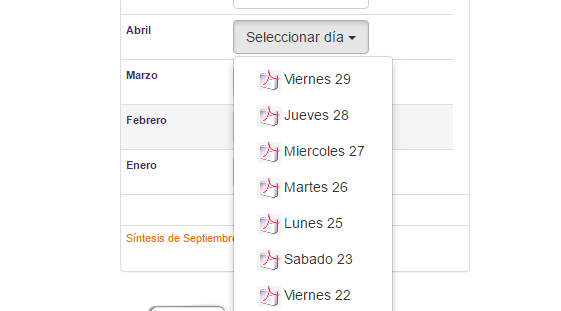 Abril
Seleccionar día
Viernes 29
Marzo
Jueves 28
Febrero
Miercoles 27
Enero
Martes 26
Lunes 25
Síntesis de Septiembre
Sabado 23
Viernes 22